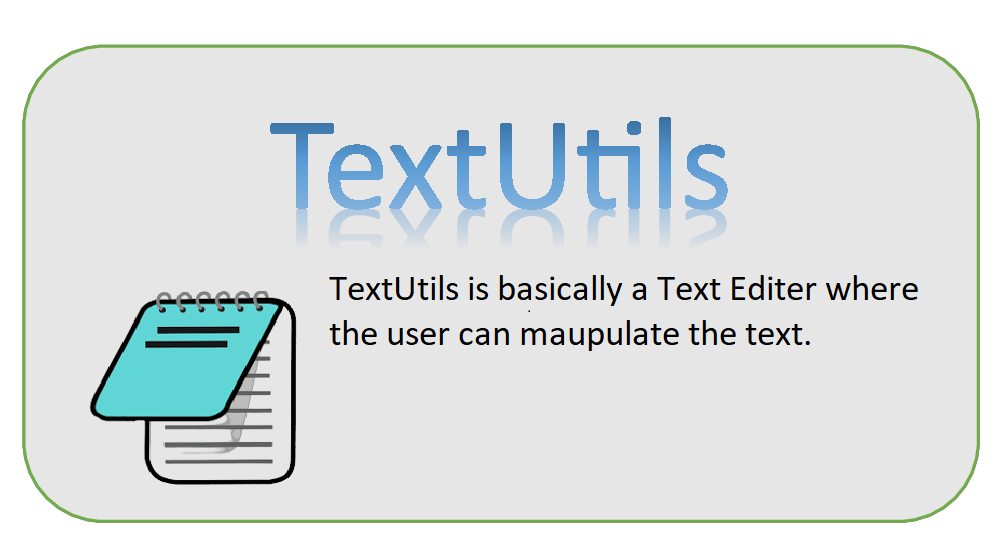 TextUtils
TextUtils is basically a Text Editer where
the user can maupulate the text.